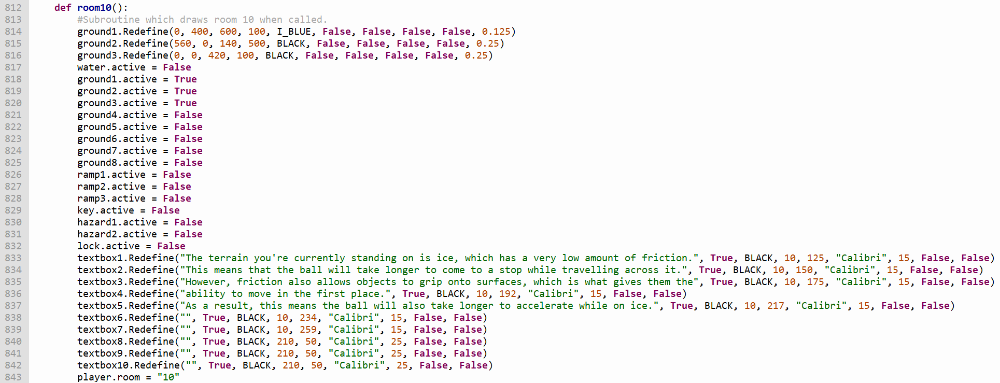 812 def room10():
813 #Subroutine which draws room 10 when called.
814 ground1.Redefine(0, 400, 600, 100, I_BLUE, False, False, False, False, 0.125)
815 ground2.Redefine(560, 0, 140, 500, BLACK, False, False, False, False, 0.25)
816 ground3.Redefine(0, 0, 420, 100, BLACK, False, False, False, False, 0.25)
817 water.active = False
818 ground1.active = True
819 ground2.active = True
820 ground3.active = True
821 ground4.active = False
822 ground5.active = False
823 ground6.active = False
824 ground7.active = False
825 ground8.active = False
826 ramp1.active = False
827 ramp2.active = False
828 ramp3.active = False
829 key.active = False
830 hazard1.active = False
831 hazard2.active = False
832 lock.active = False
833 textbox1.Redefine("The terrain you're currently standing on is ice, which has a very low amount of friction.", True, BLACK, 10, 125, "Calibri", 15, False, False)
834 textbox2.Redefine("This means that the ball will take longer to come to a stop while travelling across it.", True, BLACK, 10, 150, "Calibri", 15, False, False)
835 textbox3.Redefine("However, friction also allows objects to grip onto surfaces, which is what gives them the", True, BLACK, 10, 175, "Calibri", 15, False, False)
836 textbox4.Redefine("ability to move in the first place.", True, BLACK, 10, 192, "Calibri", 15, False, False)
837 textbox5.Redefine("As a result, this means the ball will also take longer to accelerate while on ice.", True, BLACK, 10, 217, "Calibri", 15, False, False)
838 textbox6.Redefine("", True, BLACK, 10, 234, "Calibri", 15, False, False)
839 textbox7.Redefine("", True, BLACK, 10, 259, "Calibri", 15, False, False)
840 textbox8.Redefine("", True, BLACK, 210, 50, "Calibri", 25, False, False)
841 textbox9.Redefine("", True, BLACK, 210, 50, "Calibri", 25, False, False)
842 textbox10.Redefine("", True, BLACK, 210, 50, "Calibri", 25, False, False)
843 player.room = "10"